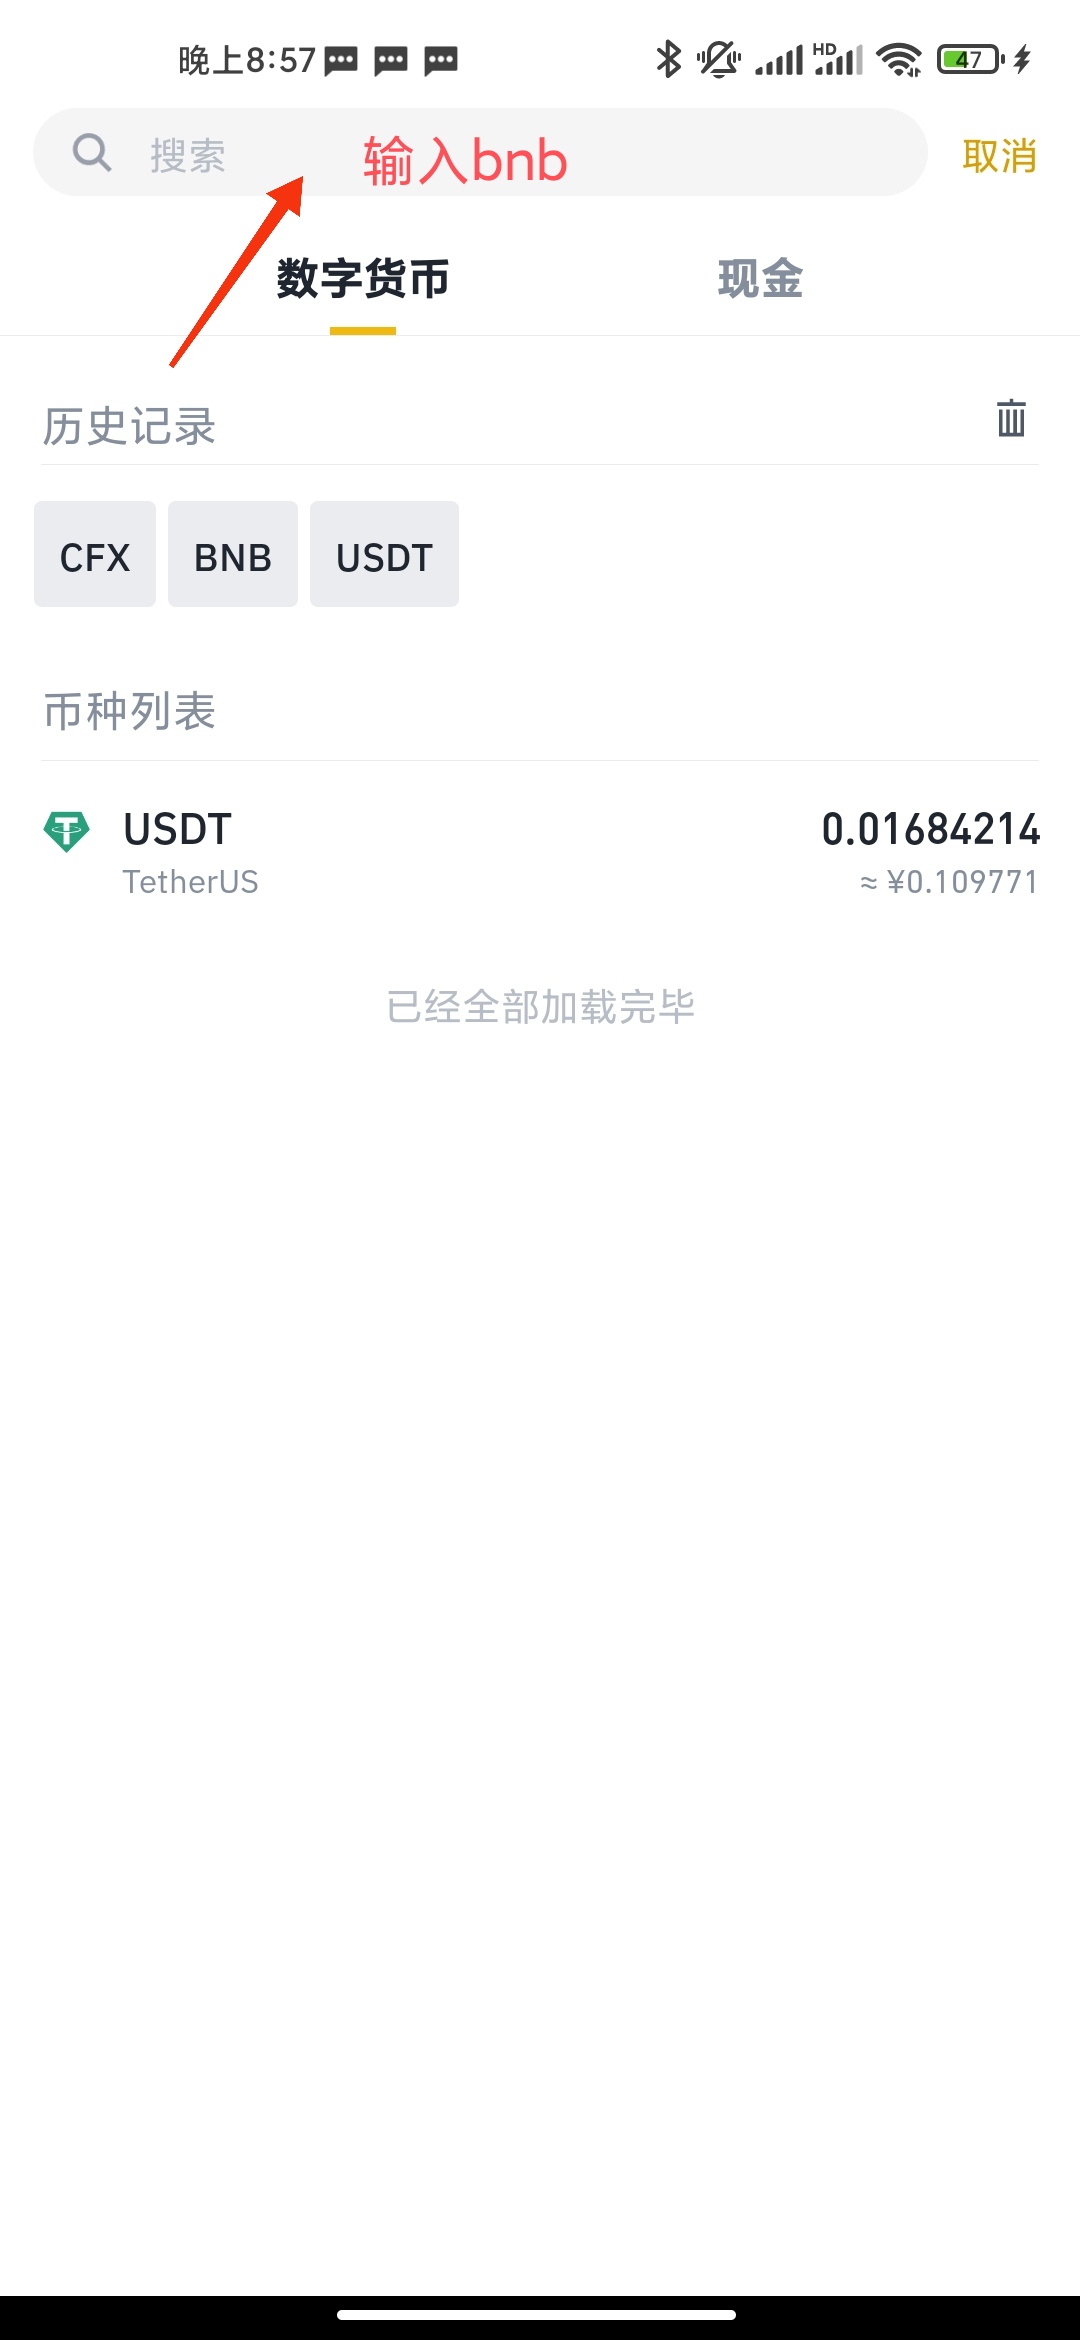 晚上8:57
HD
47
搜索
输入bnb
取消
数字货币
现金
历史记录
CFX
BNB
USDT
币种列表
USDT
0.01684214
TetherUS
≈ ¥0.109771
已经全部加载完毕